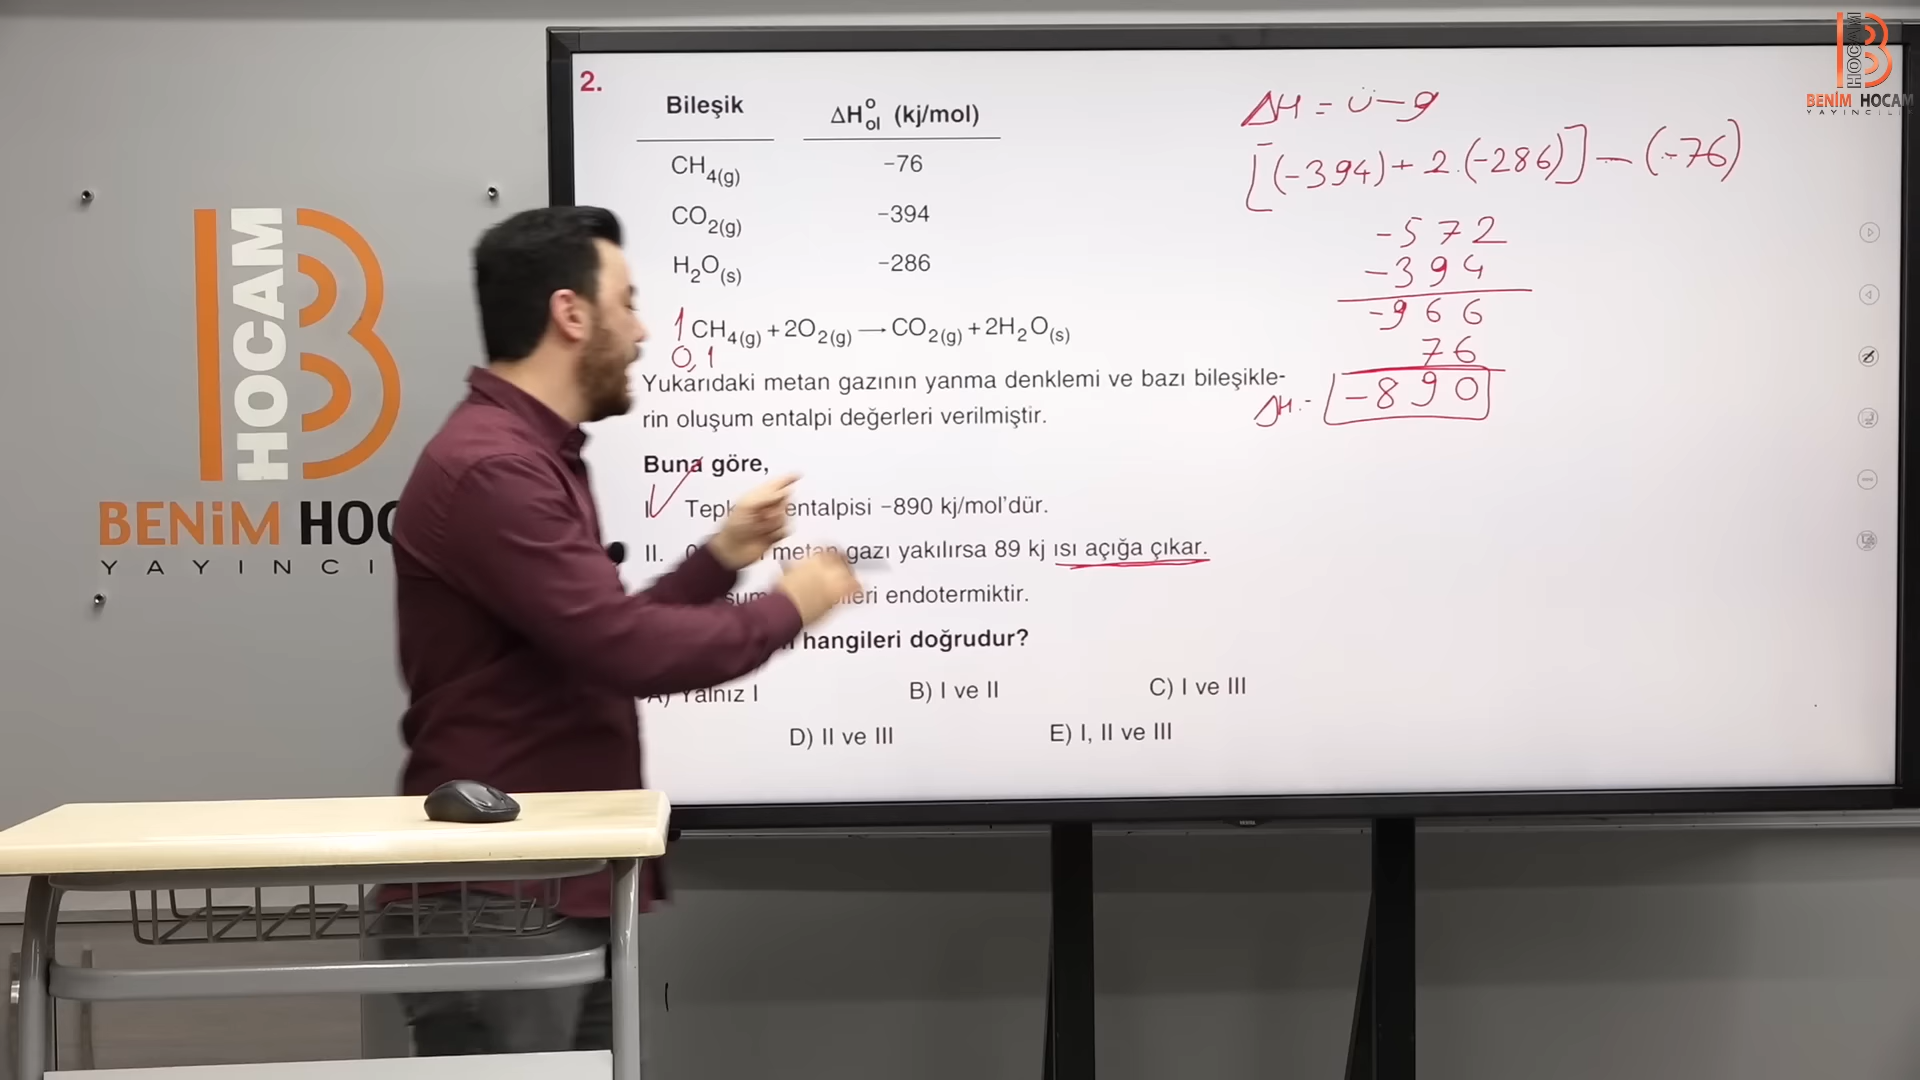 2.
Bileşik ΔH°ol (kj/mol)
CH4(g) -76
CO2(g) -394
H2O(s) -286
1 CH4(g) + 2O2(g) → CO2(g) + 2H2O(s)
0,1
Yukarıdaki metan gazının yanma denklemi ve bazı bileşikle-
rin oluşum entalpi değerleri verilmiştir.
Buna göre,
I. entalpisi -890 kj/mol'dür.
II. metan gazı yakılırsa 89 kj ısı açığa çıkar.
endotermiktir.
hangileri doğrudur?
A) Yalnız I B) I ve II C) I ve III
D) II ve III E) I, II ve III
ΔH = Ü - g
[(-394) + 2.(-286)] - (-76)
-572
-394
-966
76
ΔH = -890
B HOCAM
BENİM HOCAM
YAYINCILIK
B HOCAM
BENİM HOC
YAYINCI